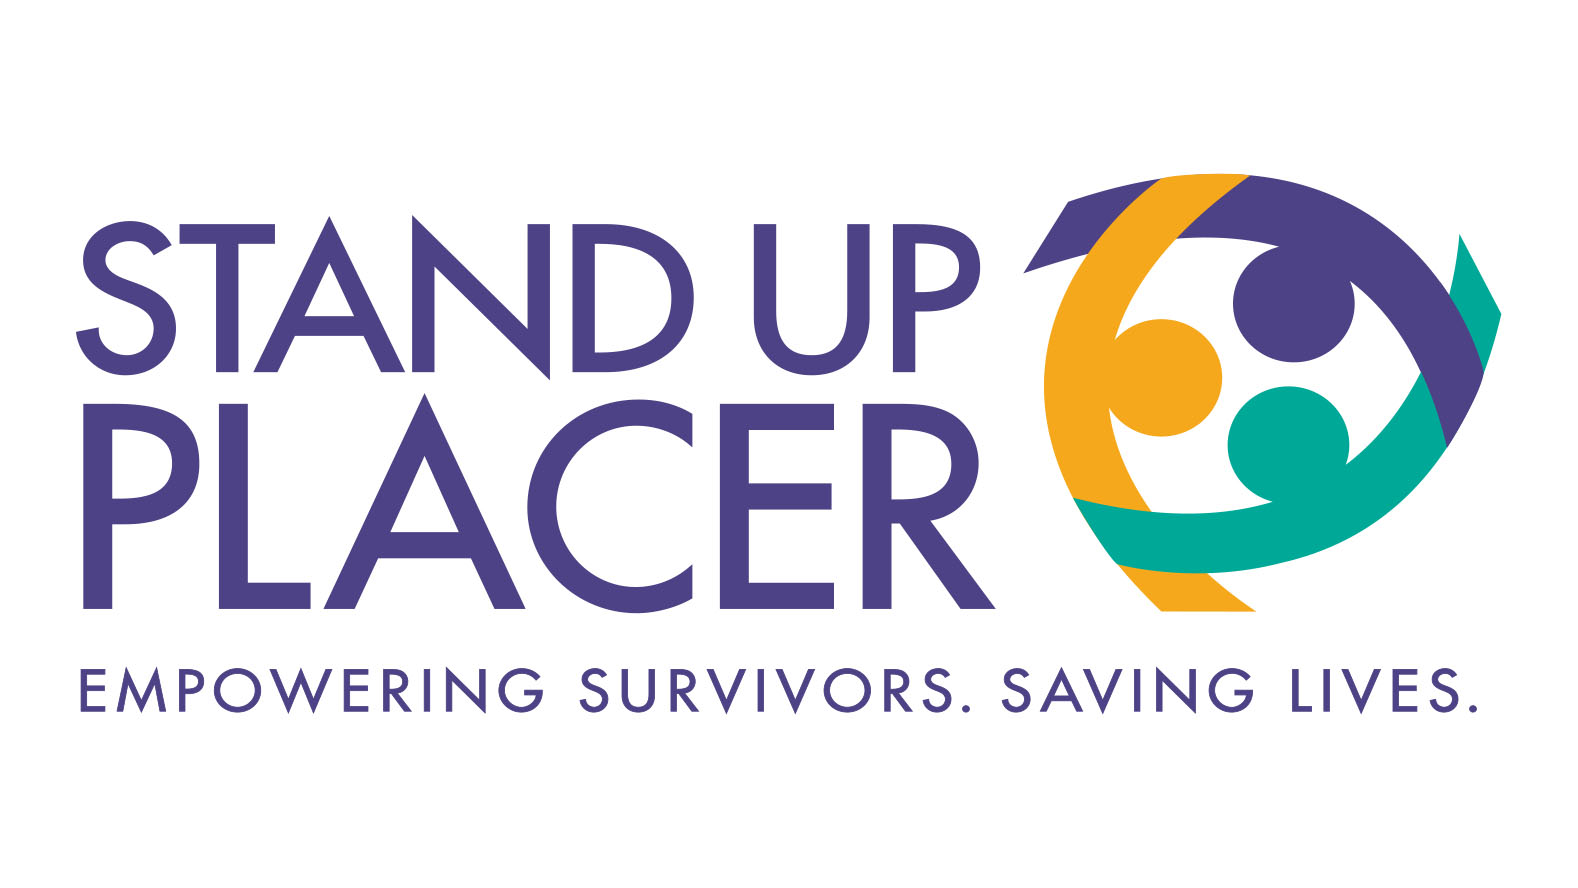 STAND UP
PLACER
EMPOWERING SURVIVORS. SAVING LIVES.